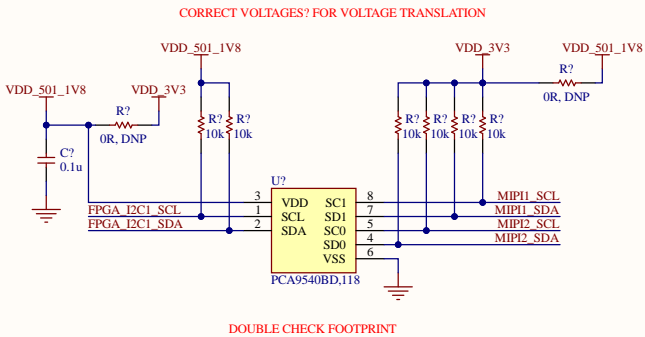 CORRECT VOLTAGES? FOR VOLTAGE TRANSLATION
VDD_501_1V8
VDD_3V3
VDD_501_1V8
VDD_501_1V8
VDD_3V3
R?
0R, DNP
R?
0R, DNP
R?
10k
R?
10k
R?
10k
R?
10k
R?
10k
R?
10k
C?
0.1u
U?
3
VDD
SC1
8
MIPI1_SCL
FPGA_I2C1_SCL
1
SCL
SD1
7
MIPI1_SDA
FPGA_I2C1_SDA
2
SDA
SC0
5
MIPI2_SCL
SD0
4
MIPI2_SDA
VSS
6
PCA9540BD,118
DOUBLE CHECK FOOTPRINT